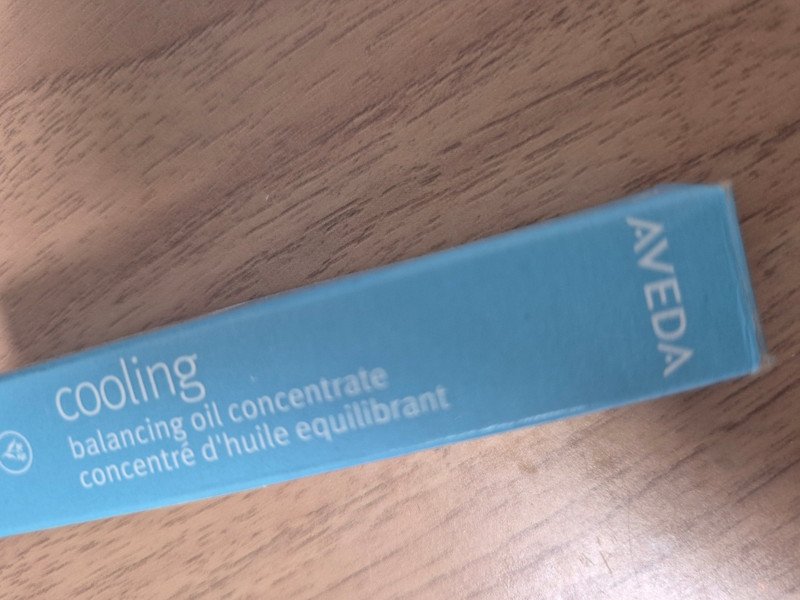 AVEDA
cooling
balancing oil concentrate
concentré d'huile equilibrant